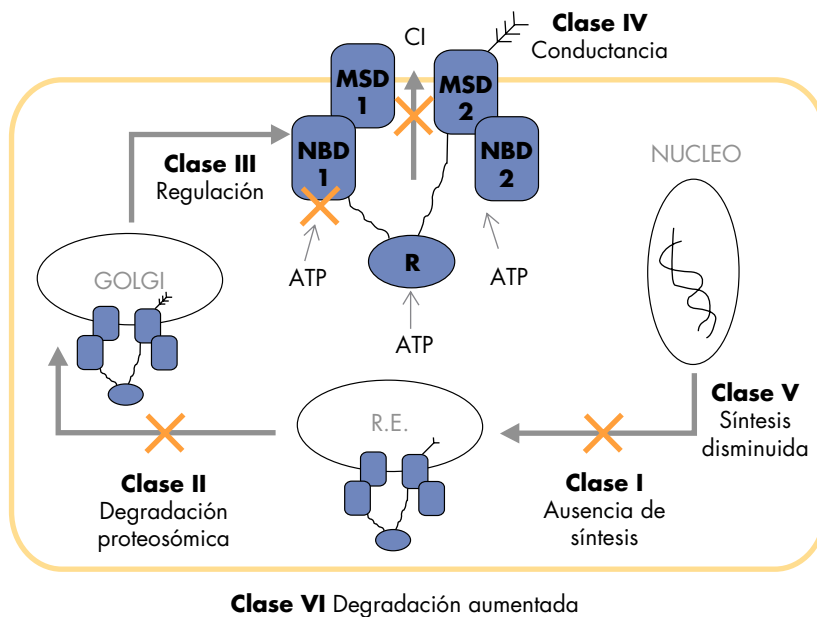 Clase IV
Conductancia
CI
MSD
1
MSD
2
NBD
1
NBD
2
Clase III
Regulación
NUCLEO
ATP
R
ATP
GOLGI
ATP
Clase V
Síntesis
disminuida
R.E.
Clase II
Degradación
proteosómica
Clase I
Ausencia de
síntesis
Clase VI Degradación aumentada